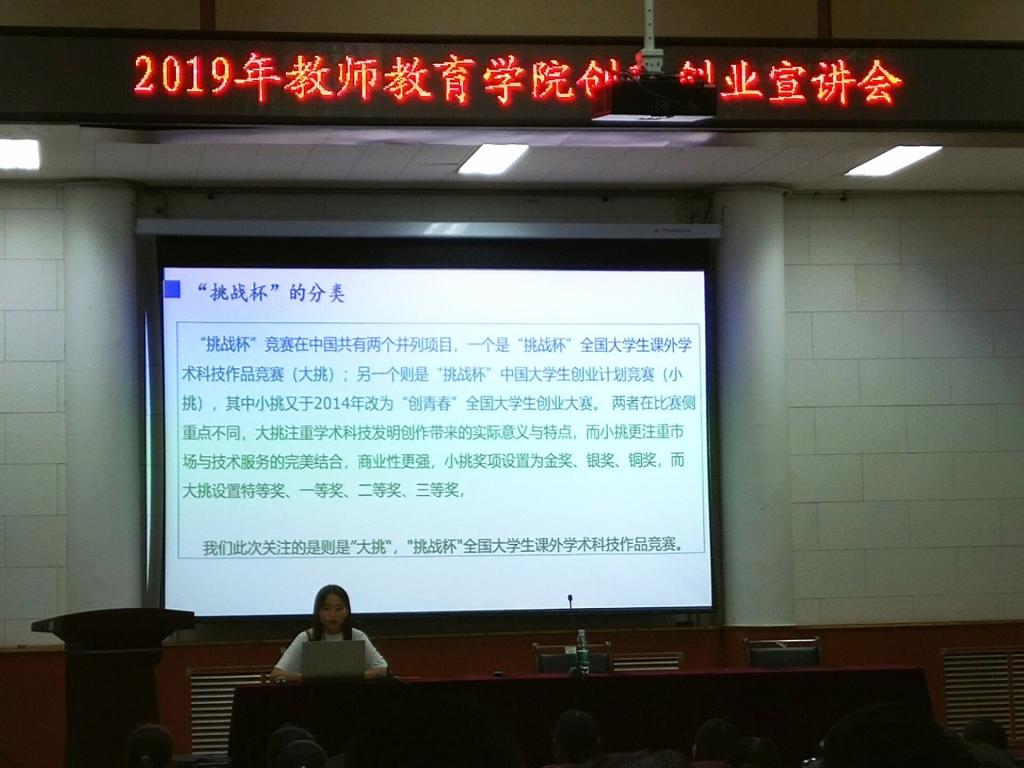 2019年教师教育学院创 创业宣讲会
“挑战杯”的分类
“挑战杯”竞赛在中国共有两个并列项目，一个是“挑战杯”全国大学生课外学
术科技作品竞赛（大挑）；另一个则是“挑战杯”中国大学生创业计划竞赛（小
挑），其中小挑又于2014年改为“创青春”全国大学生创业大赛。 两者在比赛侧
重点不同，大挑注重学术科技发明创作带来的实际意义与特点，而小挑更注重市
场与技术服务的完美结合，商业性更强，小挑奖项设置为金奖、银奖、铜奖，而
大挑设置特等奖、一等奖、二等奖、三等奖，
我们此次关注的是则是"大挑"，"挑战杯"全国大学生课外学术科技作品竞赛。